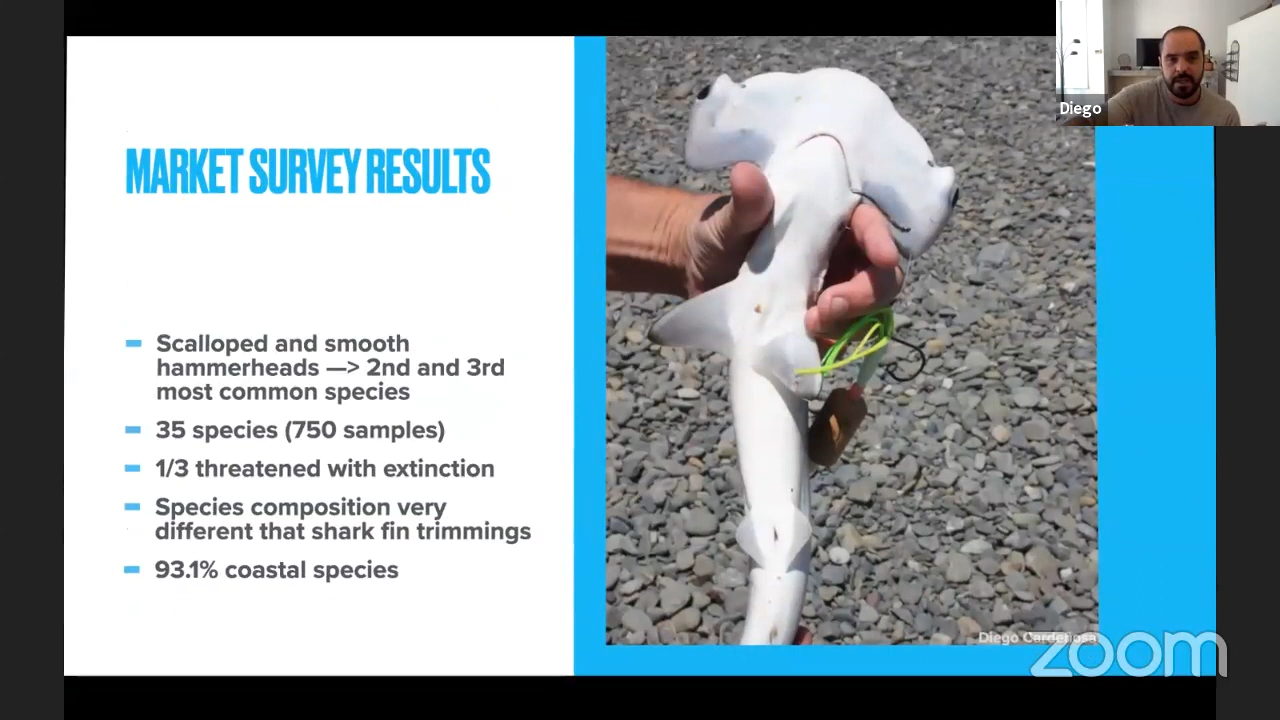 Diego
MARKET SURVEY RESULTS
Scalloped and smooth
hammerheads —> 2nd and 3rd
most common species
35 species (750 samples)
1/3 threatened with extinction
Species composition very
different that shark fin trimmings
93.1% coastal species
Diego Cardeñosa
zoom